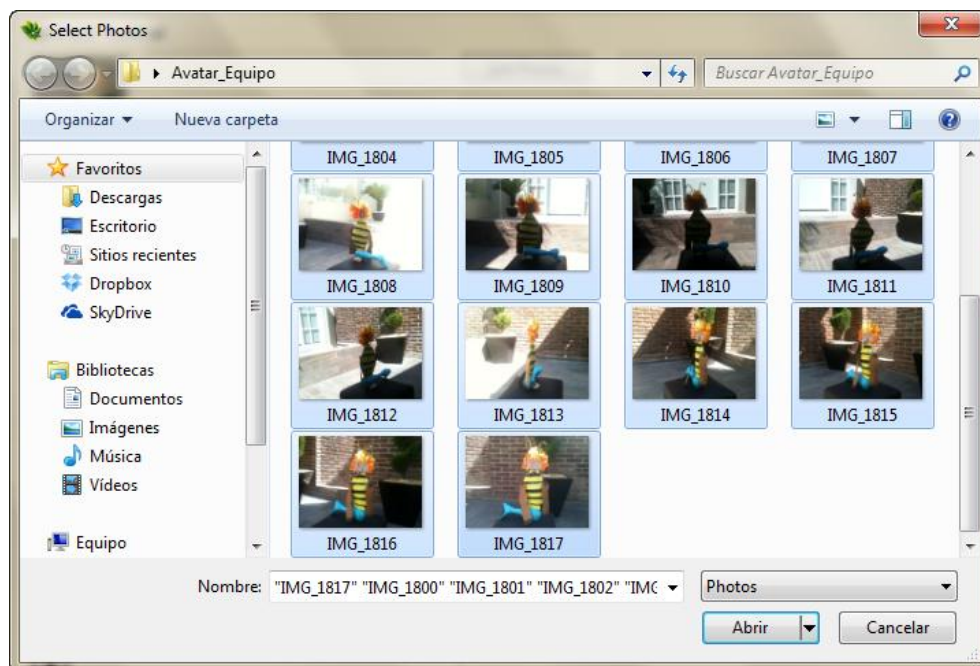 Select Photos
Avatar_Equipo
Buscar Avatar_Equipo
Organizar
Nueva carpeta
Favoritos
Descargas
Escritorio
Sitios recientes
Dropbox
SkyDrive
Bibliotecas
Documentos
Imágenes
Música
Vídeos
Equipo
IMG_1804 IMG_1805 IMG_1806 IMG_1807
IMG_1808 IMG_1809 IMG_1810 IMG_1811
IMG_1812 IMG_1813 IMG_1814 IMG_1815
IMG_1816 IMG_1817
Nombre: "IMG_1817" "IMG_1800" "IMG_1801" "IMG_1802" "IMG
Photos
Abrir
Cancelar